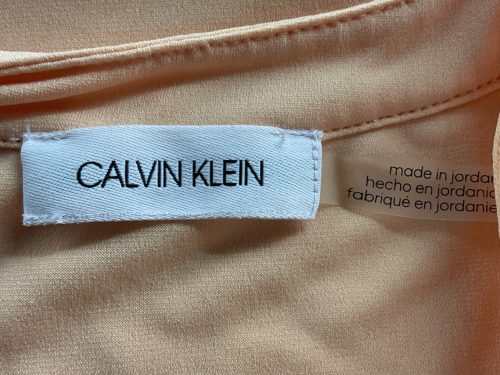 CALVIN KLEIN
made in jordan
hecho en jordania
fabriqué en jordanie